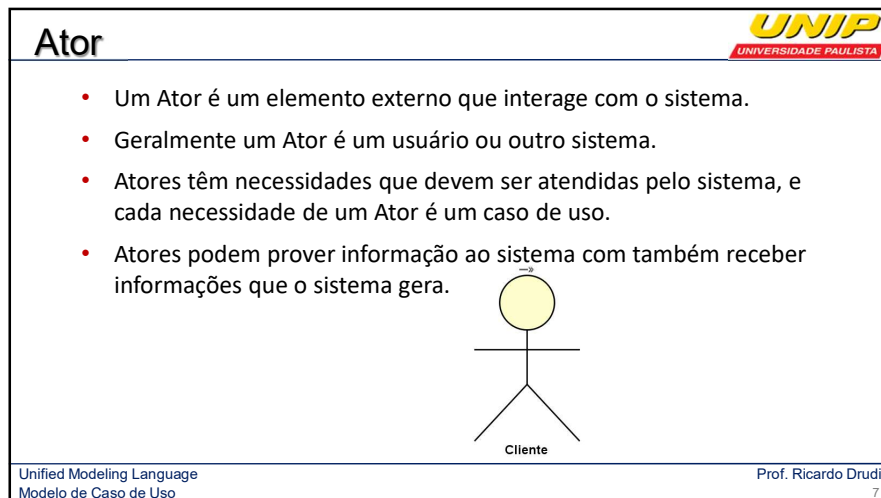 Ator
UNIP
UNIVERSIDADE PAULISTA
• Um Ator é um elemento externo que interage com o sistema.
• Geralmente um Ator é um usuário ou outro sistema.
• Atores têm necessidades que devem ser atendidas pelo sistema, e
cada necessidade de um Ator é um caso de uso.
• Atores podem prover informação ao sistema com também receber
informações que o sistema gera.
Cliente
Unified Modeling Language
Modelo de Caso de Uso
Prof. Ricardo Drudi
7